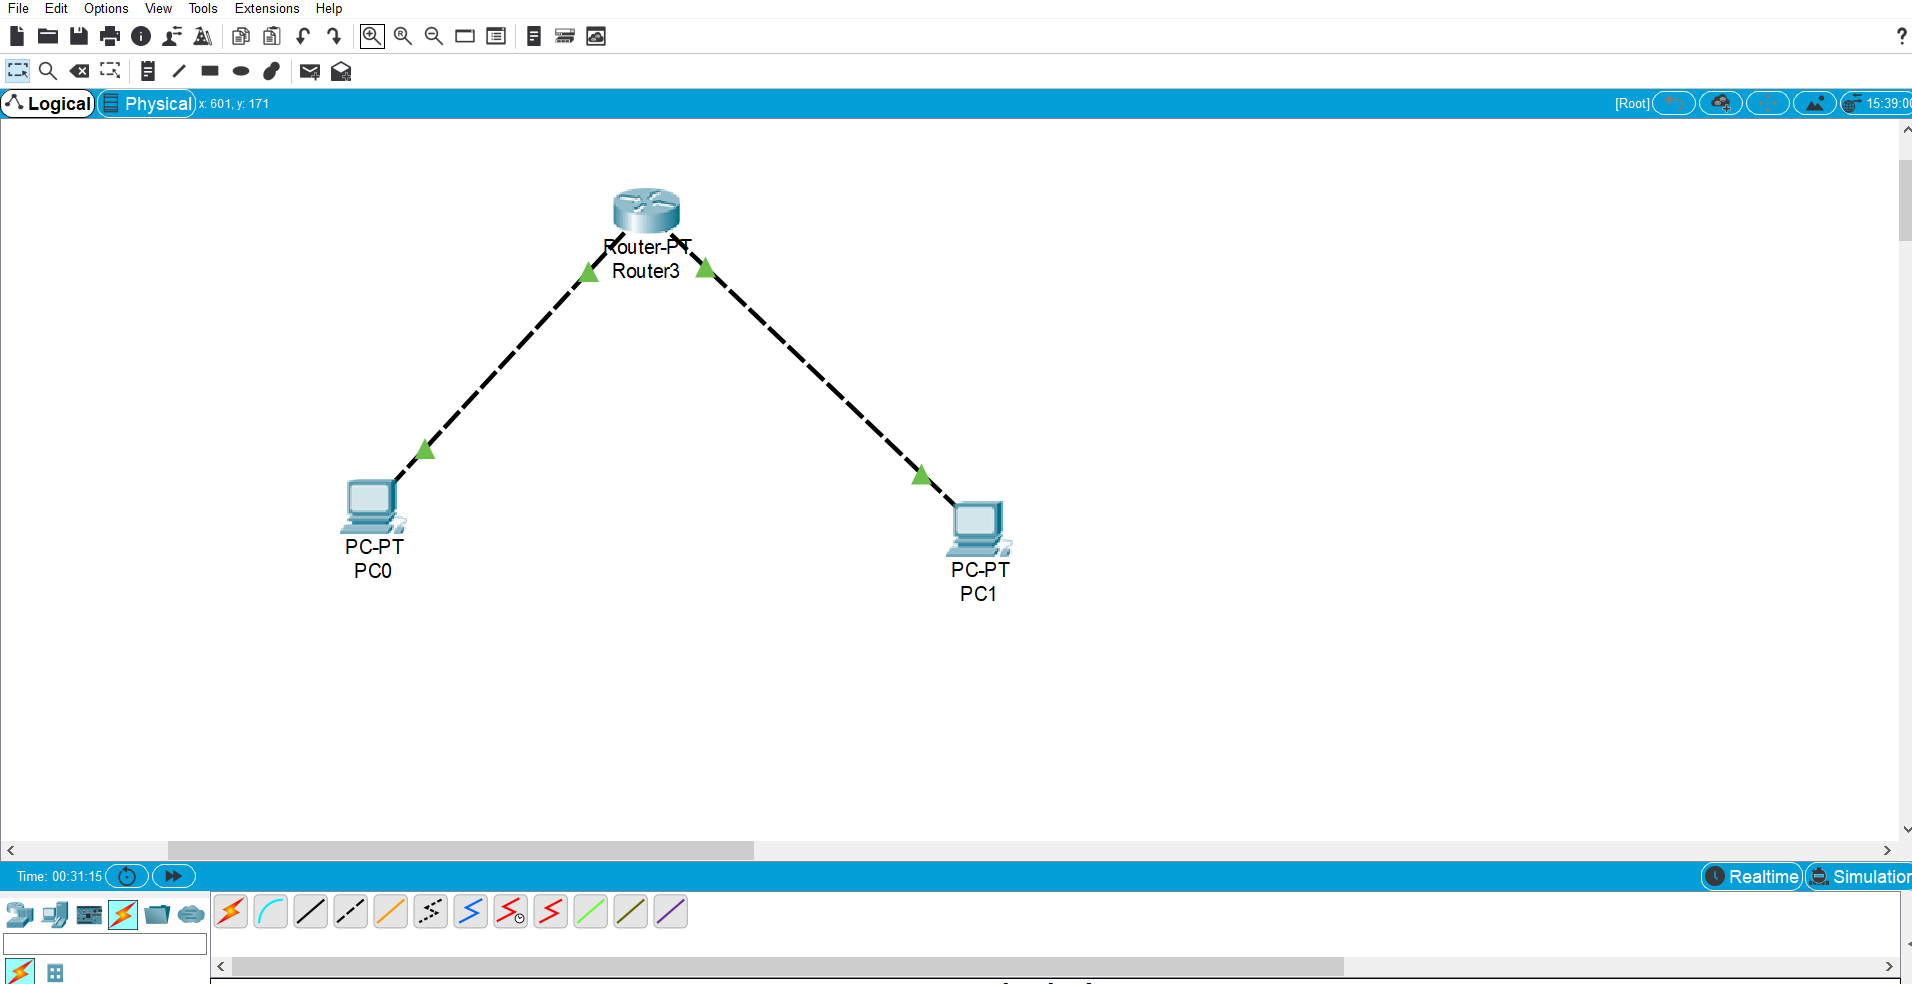 File Edit Options View Tools Extensions Help
?
Logical Physical x: 601, y: 171 [Root] 15:39:00
Router-PT
Router3
PC-PT
PC0
PC-PT
PC1
Time: 00:31:15 Realtime Simulation